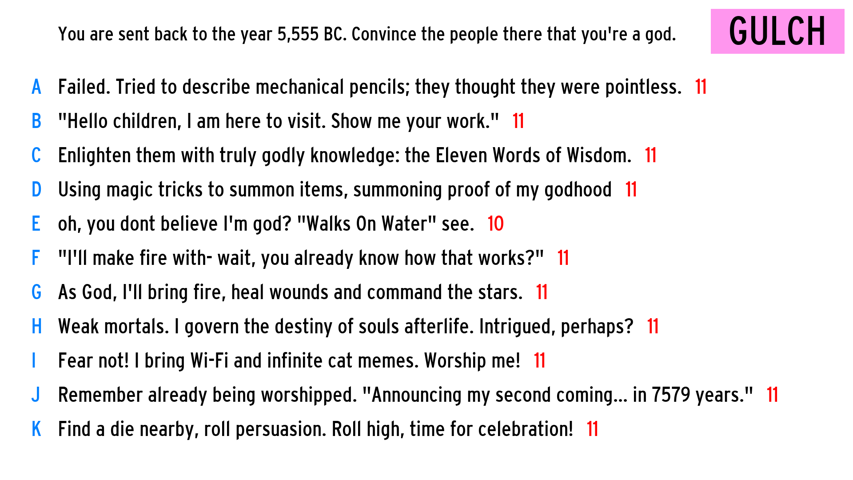 You are sent back to the year 5,555 BC. Convince the people there that you're a god.
GULCH
A Failed. Tried to describe mechanical pencils; they thought they were pointless. 11
B "Hello children, I am here to visit. Show me your work." 11
C Enlighten them with truly godly knowledge: the Eleven Words of Wisdom. 11
D Using magic tricks to summon items, summoning proof of my godhood 11
E oh, you dont believe I'm god? "Walks On Water" see. 10
F "I'll make fire with- wait, you already know how that works?" 11
G As God, I'll bring fire, heal wounds and command the stars. 11
H Weak mortals. I govern the destiny of souls afterlife. Intrigued, perhaps? 11
I Fear not! I bring Wi-Fi and infinite cat memes. Worship me! 11
J Remember already being worshipped. "Announcing my second coming... in 7579 years." 11
K Find a die nearby, roll persuasion. Roll high, time for celebration! 11